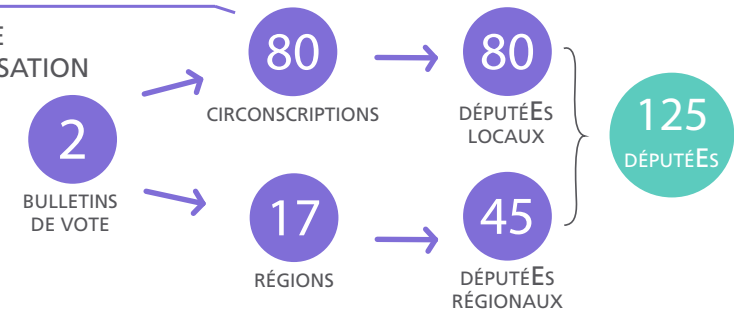 SATION
2
BULLETINS
DE VOTE
80
CIRCONSCRIPTIONS
80
DÉPUTÉEs
LOCAUX
17
RÉGIONS
45
DÉPUTÉEs
RÉGIONAUX
125
DÉPUTÉEs